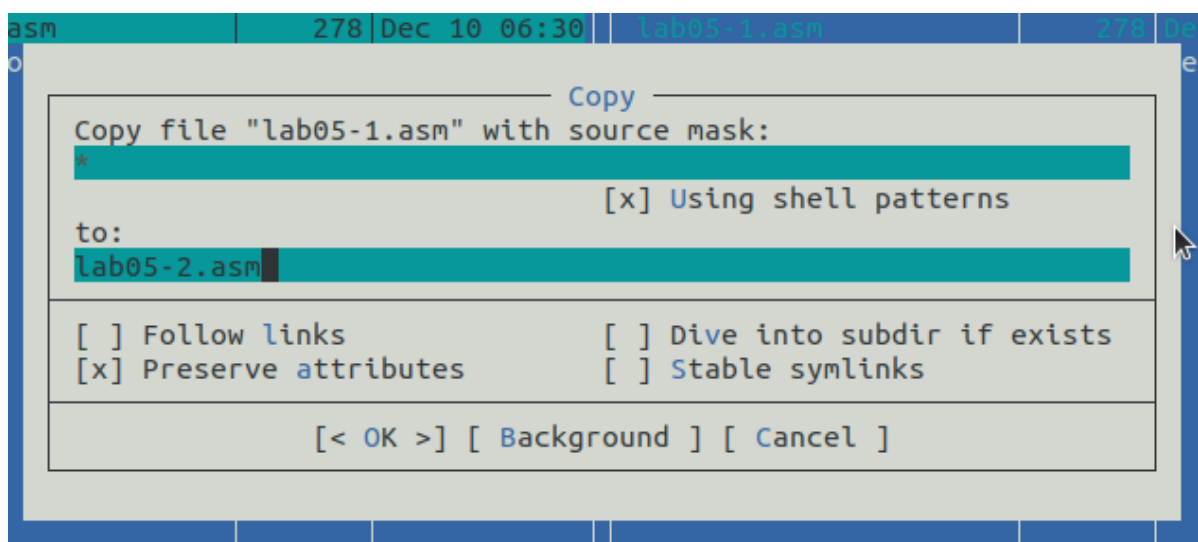 asm 278 Dec 10 06:30 lab05-1.asm 278 De
o e
Copy
Copy file "lab05-1.asm" with source mask:
*
[x] Using shell patterns
to:
lab05-2.asm
[ ] Follow links [ ] Dive into subdir if exists
[x] Preserve attributes [ ] Stable symlinks
[< OK >] [ Background ] [ Cancel ]